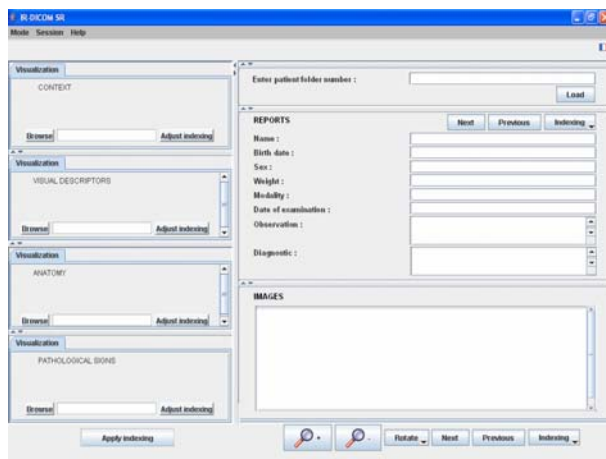 IR-DICOM SR
Mode Session Help
Visualization
CONTEXT
Browse Adjust indexing
Visualization
VISUAL DESCRIPTORS
Browse Adjust indexing
Visualization
ANATOMY
Browse Adjust indexing
Visualization
PATHOLOGICAL SIGNS
Browse Adjust indexing
Apply indexing
Enter patient folder number :
Load
REPORTS Next Previous Indexing
Name :
Birth date :
Sex :
Weight :
Modality :
Date of examination :
Observation :
Diagnostic :
IMAGES
+ - Rotate Next Previous Indexing